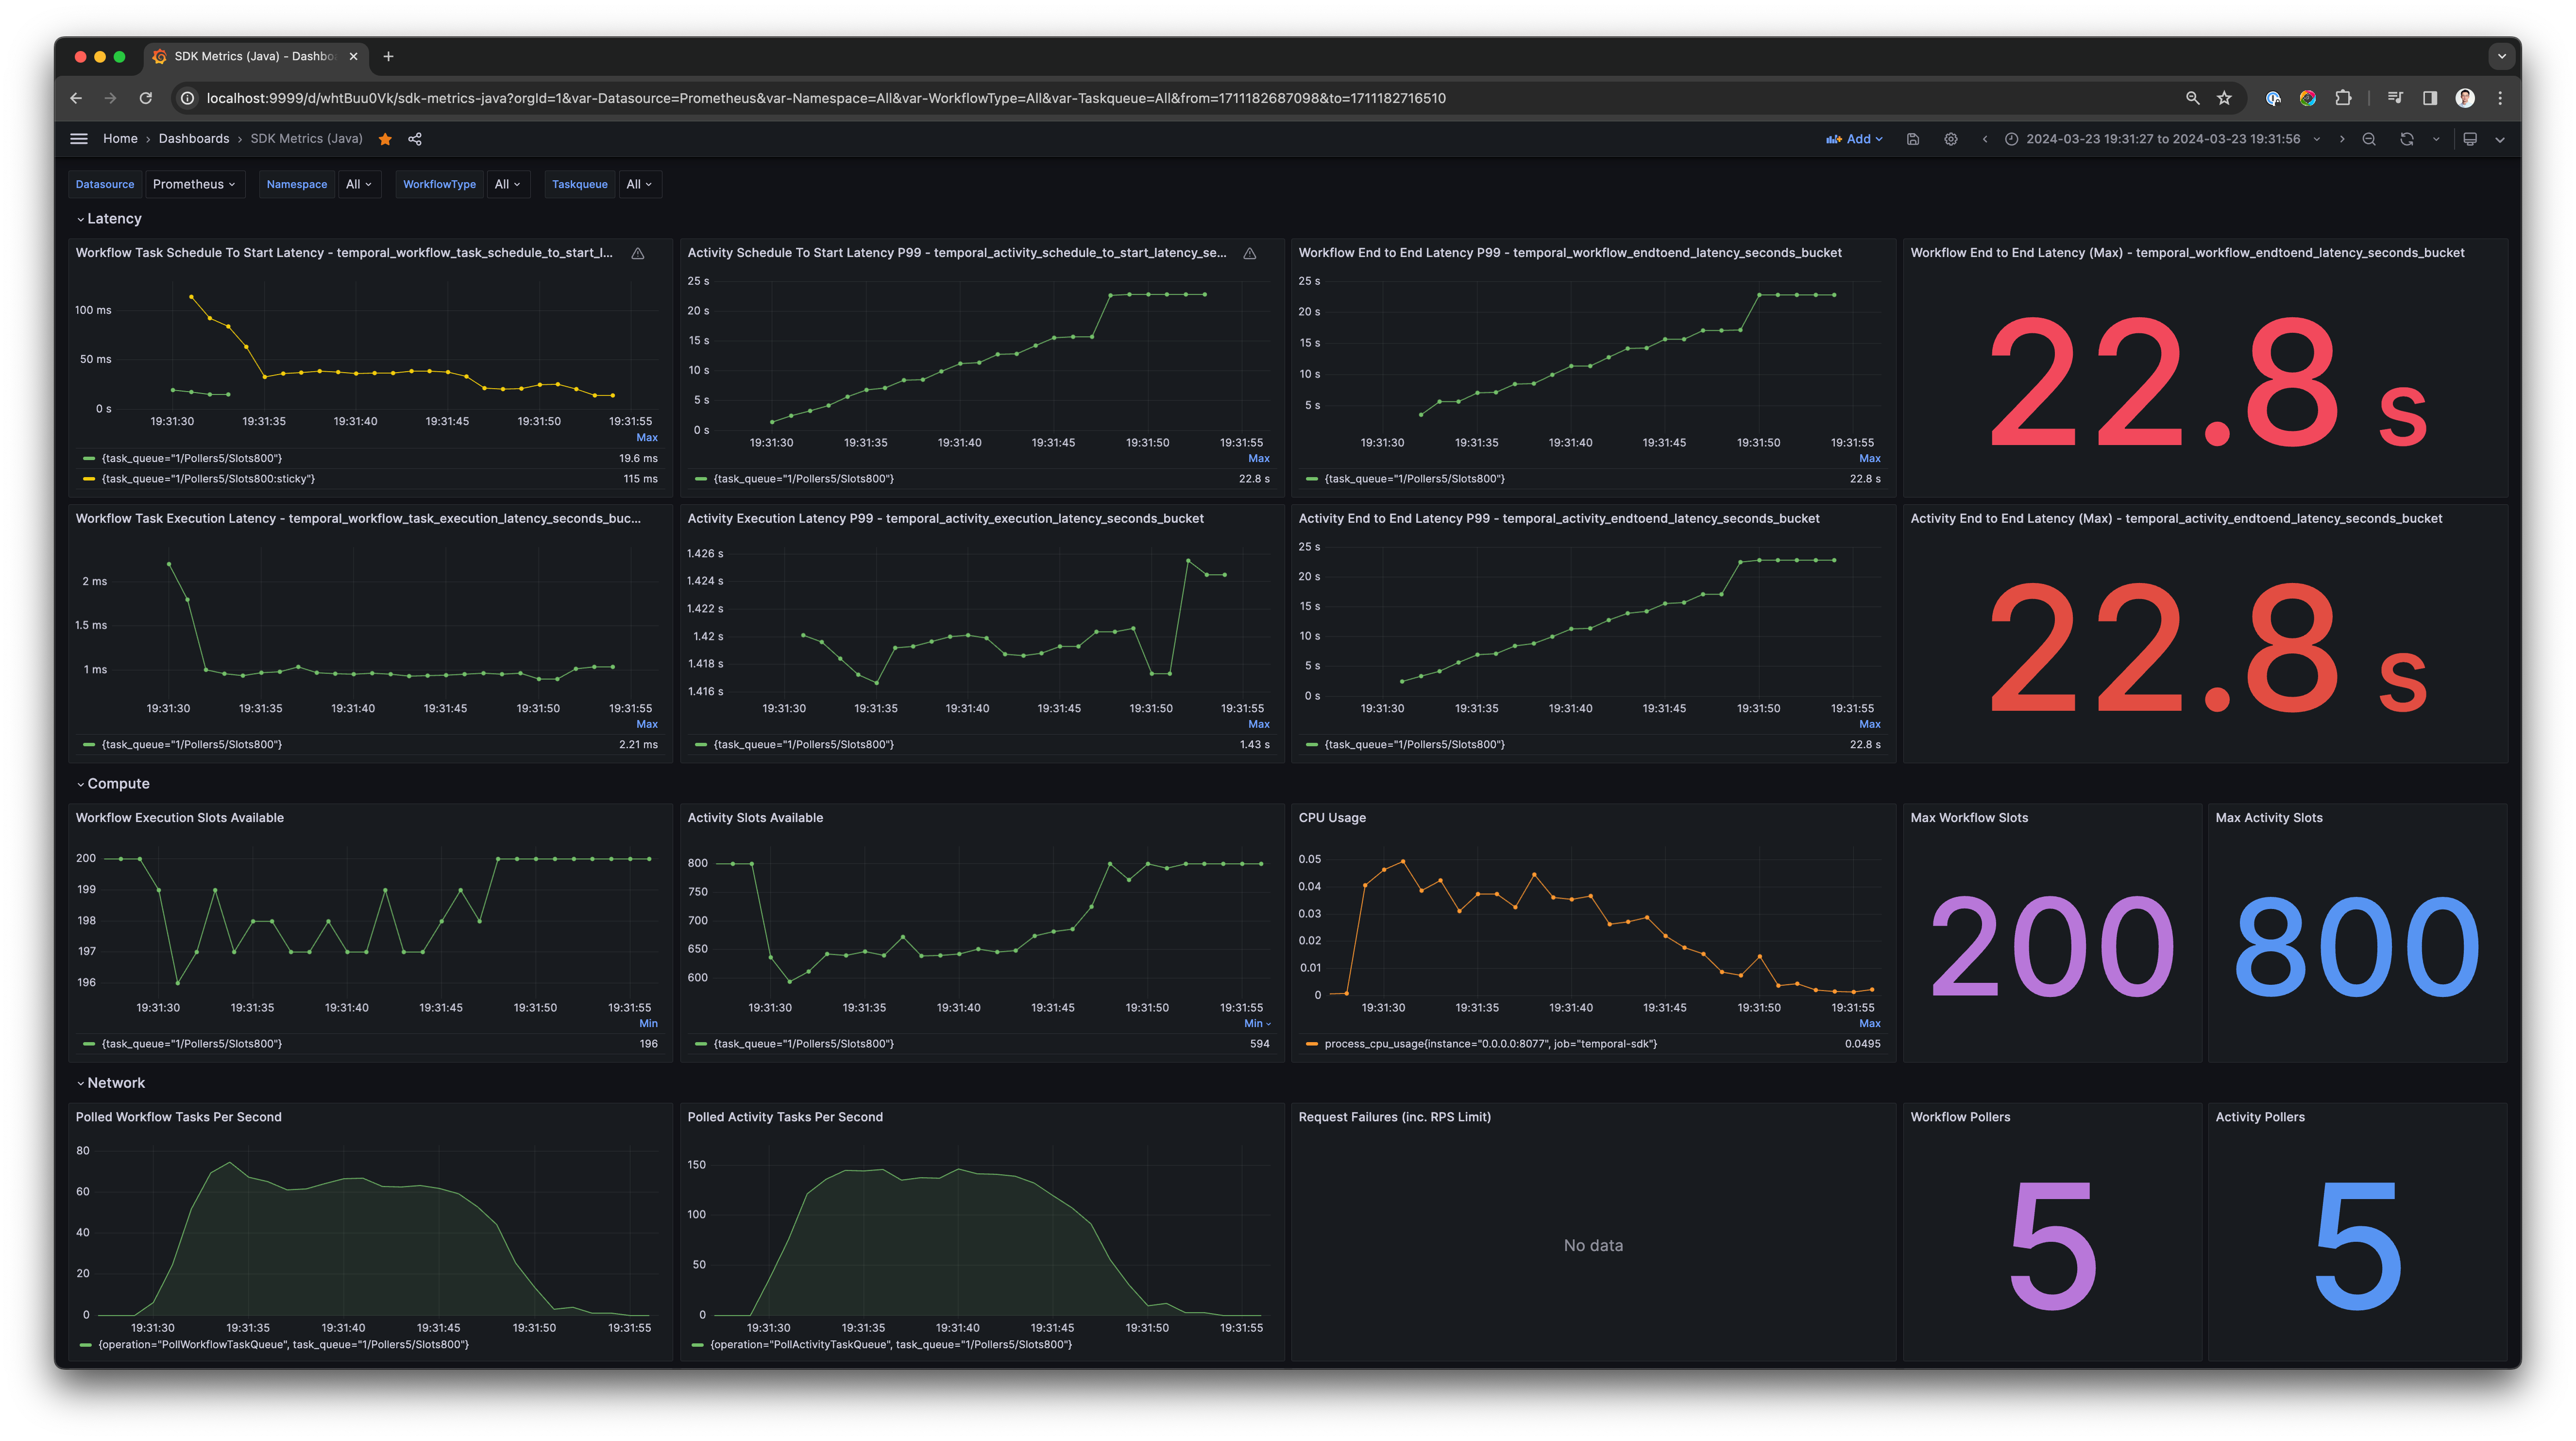 SDK Metrics (Java) - Dashbo
localhost:9999/d/whtBuu0Vk/sdk-metrics-java?orgId=1&var-Datasource=Prometheus&var-Namespace=All&var-WorkflowType=All&var-Taskqueue=All&from=1711182687098&to=1711182716510
Home › Dashboards › SDK Metrics (Java) Add 2024-03-23 19:31:27 to 2024-03-23 19:31:56
Datasource Prometheus Namespace All WorkflowType All Taskqueue All
Latency
Workflow Task Schedule To Start Latency - temporal_workflow_task_schedule_to_start_l...
100 ms
50 ms
0 s
19:31:30 19:31:35 19:31:40 19:31:45 19:31:50 19:31:55
Max
{task_queue="1/Pollers5/Slots800"} 19.6 ms
{task_queue="1/Pollers5/Slots800:sticky"} 115 ms
Activity Schedule To Start Latency P99 - temporal_activity_schedule_to_start_latency_se...
25 s
20 s
15 s
10 s
5 s
0 s
19:31:30 19:31:35 19:31:40 19:31:45 19:31:50 19:31:55
Max
{task_queue="1/Pollers5/Slots800"} 22.8 s
Workflow End to End Latency P99 - temporal_workflow_endtoend_latency_seconds_bucket
25 s
20 s
15 s
10 s
5 s
19:31:30 19:31:35 19:31:40 19:31:45 19:31:50 19:31:55
Max
{task_queue="1/Pollers5/Slots800"} 22.8 s
Workflow End to End Latency (Max) - temporal_workflow_endtoend_latency_seconds_bucket
22.8 s
Workflow Task Execution Latency - temporal_workflow_task_execution_latency_seconds_buc...
2 ms
1.5 ms
1 ms
19:31:30 19:31:35 19:31:40 19:31:45 19:31:50 19:31:55
Max
{task_queue="1/Pollers5/Slots800"} 2.21 ms
Activity Execution Latency P99 - temporal_activity_execution_latency_seconds_bucket
1.426 s
1.424 s
1.422 s
1.42 s
1.418 s
1.416 s
19:31:30 19:31:35 19:31:40 19:31:45 19:31:50 19:31:55
Max
{task_queue="1/Pollers5/Slots800"} 1.43 s
Activity End to End Latency P99 - temporal_activity_endtoend_latency_seconds_bucket
25 s
20 s
15 s
10 s
5 s
0 s
19:31:30 19:31:35 19:31:40 19:31:45 19:31:50 19:31:55
Max
{task_queue="1/Pollers5/Slots800"} 22.8 s
Activity End to End Latency (Max) - temporal_activity_endtoend_latency_seconds_bucket
22.8 s
Compute
Workflow Execution Slots Available
200
199
198
197
196
19:31:30 19:31:35 19:31:40 19:31:45 19:31:50 19:31:55
Min
{task_queue="1/Pollers5/Slots800"} 196
Activity Slots Available
800
750
700
650
600
19:31:30 19:31:35 19:31:40 19:31:45 19:31:50 19:31:55
Min
{task_queue="1/Pollers5/Slots800"} 594
CPU Usage
0.05
0.04
0.03
0.02
0.01
0
19:31:30 19:31:35 19:31:40 19:31:45 19:31:50 19:31:55
Max
process_cpu_usage{instance="0.0.0.0:8077", job="temporal-sdk"} 0.0495
Max Workflow Slots
200
Max Activity Slots
800
Network
Polled Workflow Tasks Per Second
80
60
40
20
0
19:31:30 19:31:35 19:31:40 19:31:45 19:31:50 19:31:55
{operation="PollWorkflowTaskQueue", task_queue="1/Pollers5/Slots800"}
Polled Activity Tasks Per Second
150
100
50
0
19:31:30 19:31:35 19:31:40 19:31:45 19:31:50 19:31:55
{operation="PollActivityTaskQueue", task_queue="1/Pollers5/Slots800"}
Request Failures (inc. RPS Limit)
No data
Workflow Pollers
5
Activity Pollers
5